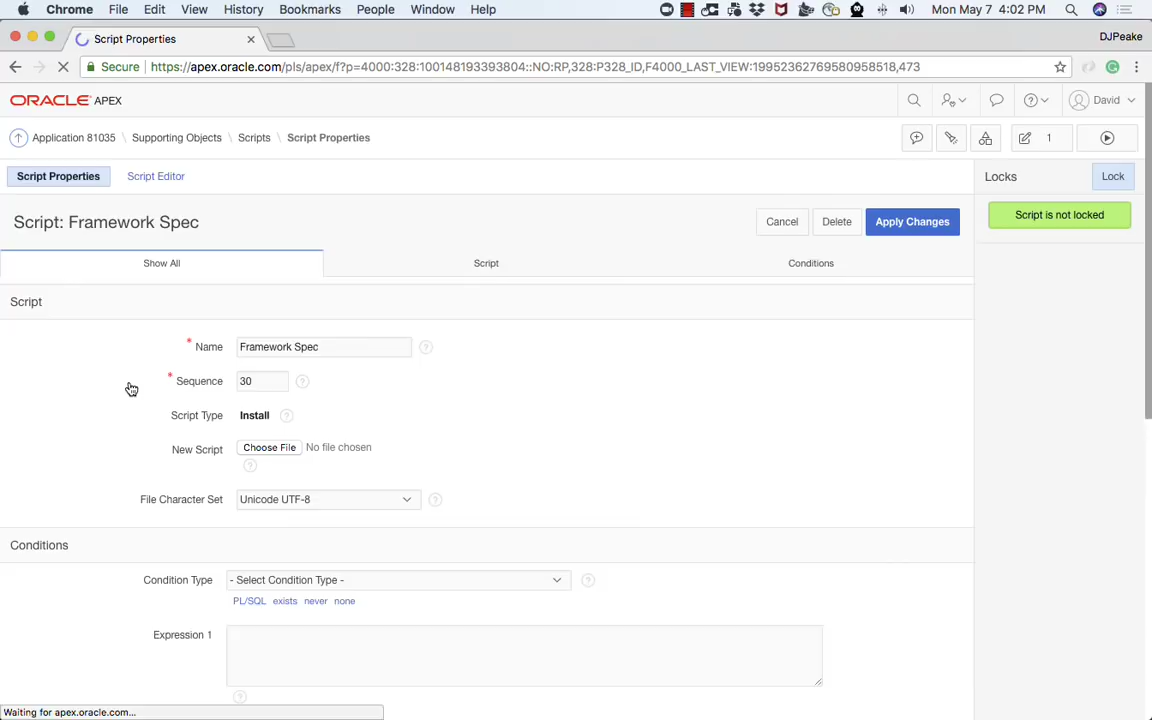 Chrome File Edit View History Bookmarks People Window Help Mon May 7 4:02 PM
Script Properties DJPeake
Secure https://apex.oracle.com/pls/apex/f?p=4000:328:100148193393804::NO:RP,328:P328_ID,F4000_LAST_VIEW:19952362769580958518,473
ORACLE APEX David
Application 81035 \ Supporting Objects \ Scripts \ Script Properties 1
Script Properties Script Editor Locks Lock
Script is not locked
Script: Framework Spec Cancel Delete Apply Changes
Show All Script Conditions
Script
* Name Framework Spec ?
* Sequence 30 ?
Script Type Install ?
New Script Choose File No file chosen
?
File Character Set Unicode UTF-8 ?
Conditions
Condition Type - Select Condition Type - ?
PL/SQL exists never none
Expression 1
?
Waiting for apex.oracle.com...